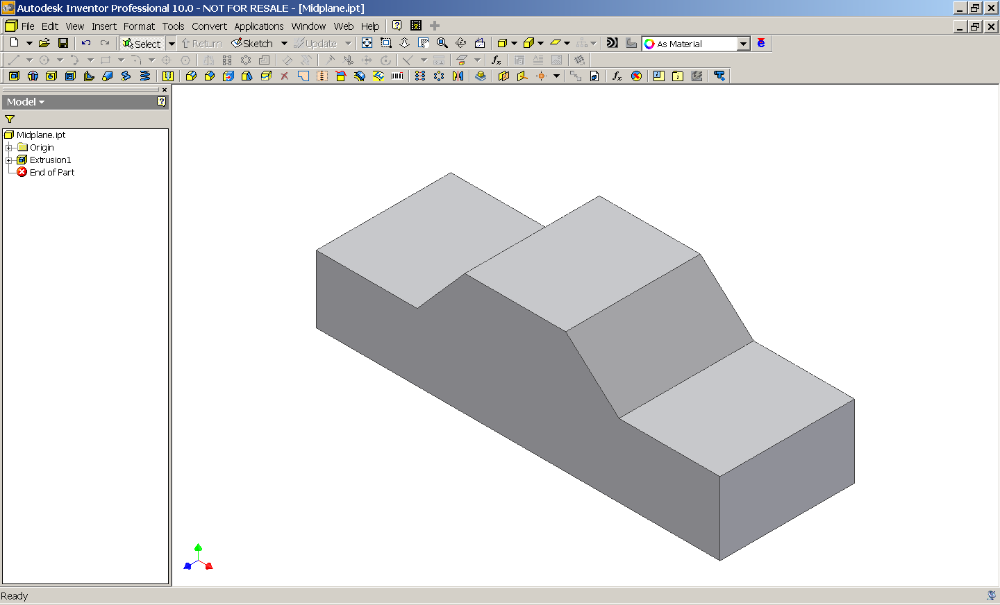 Autodesk Inventor Professional 10.0 - NOT FOR RESALE - [Midplane.ipt]
File Edit View Insert Format Tools Convert Applications Window Web Help
Select Return Sketch Update As Material
Model
Midplane.ipt
Origin
Extrusion1
End of Part
Ready